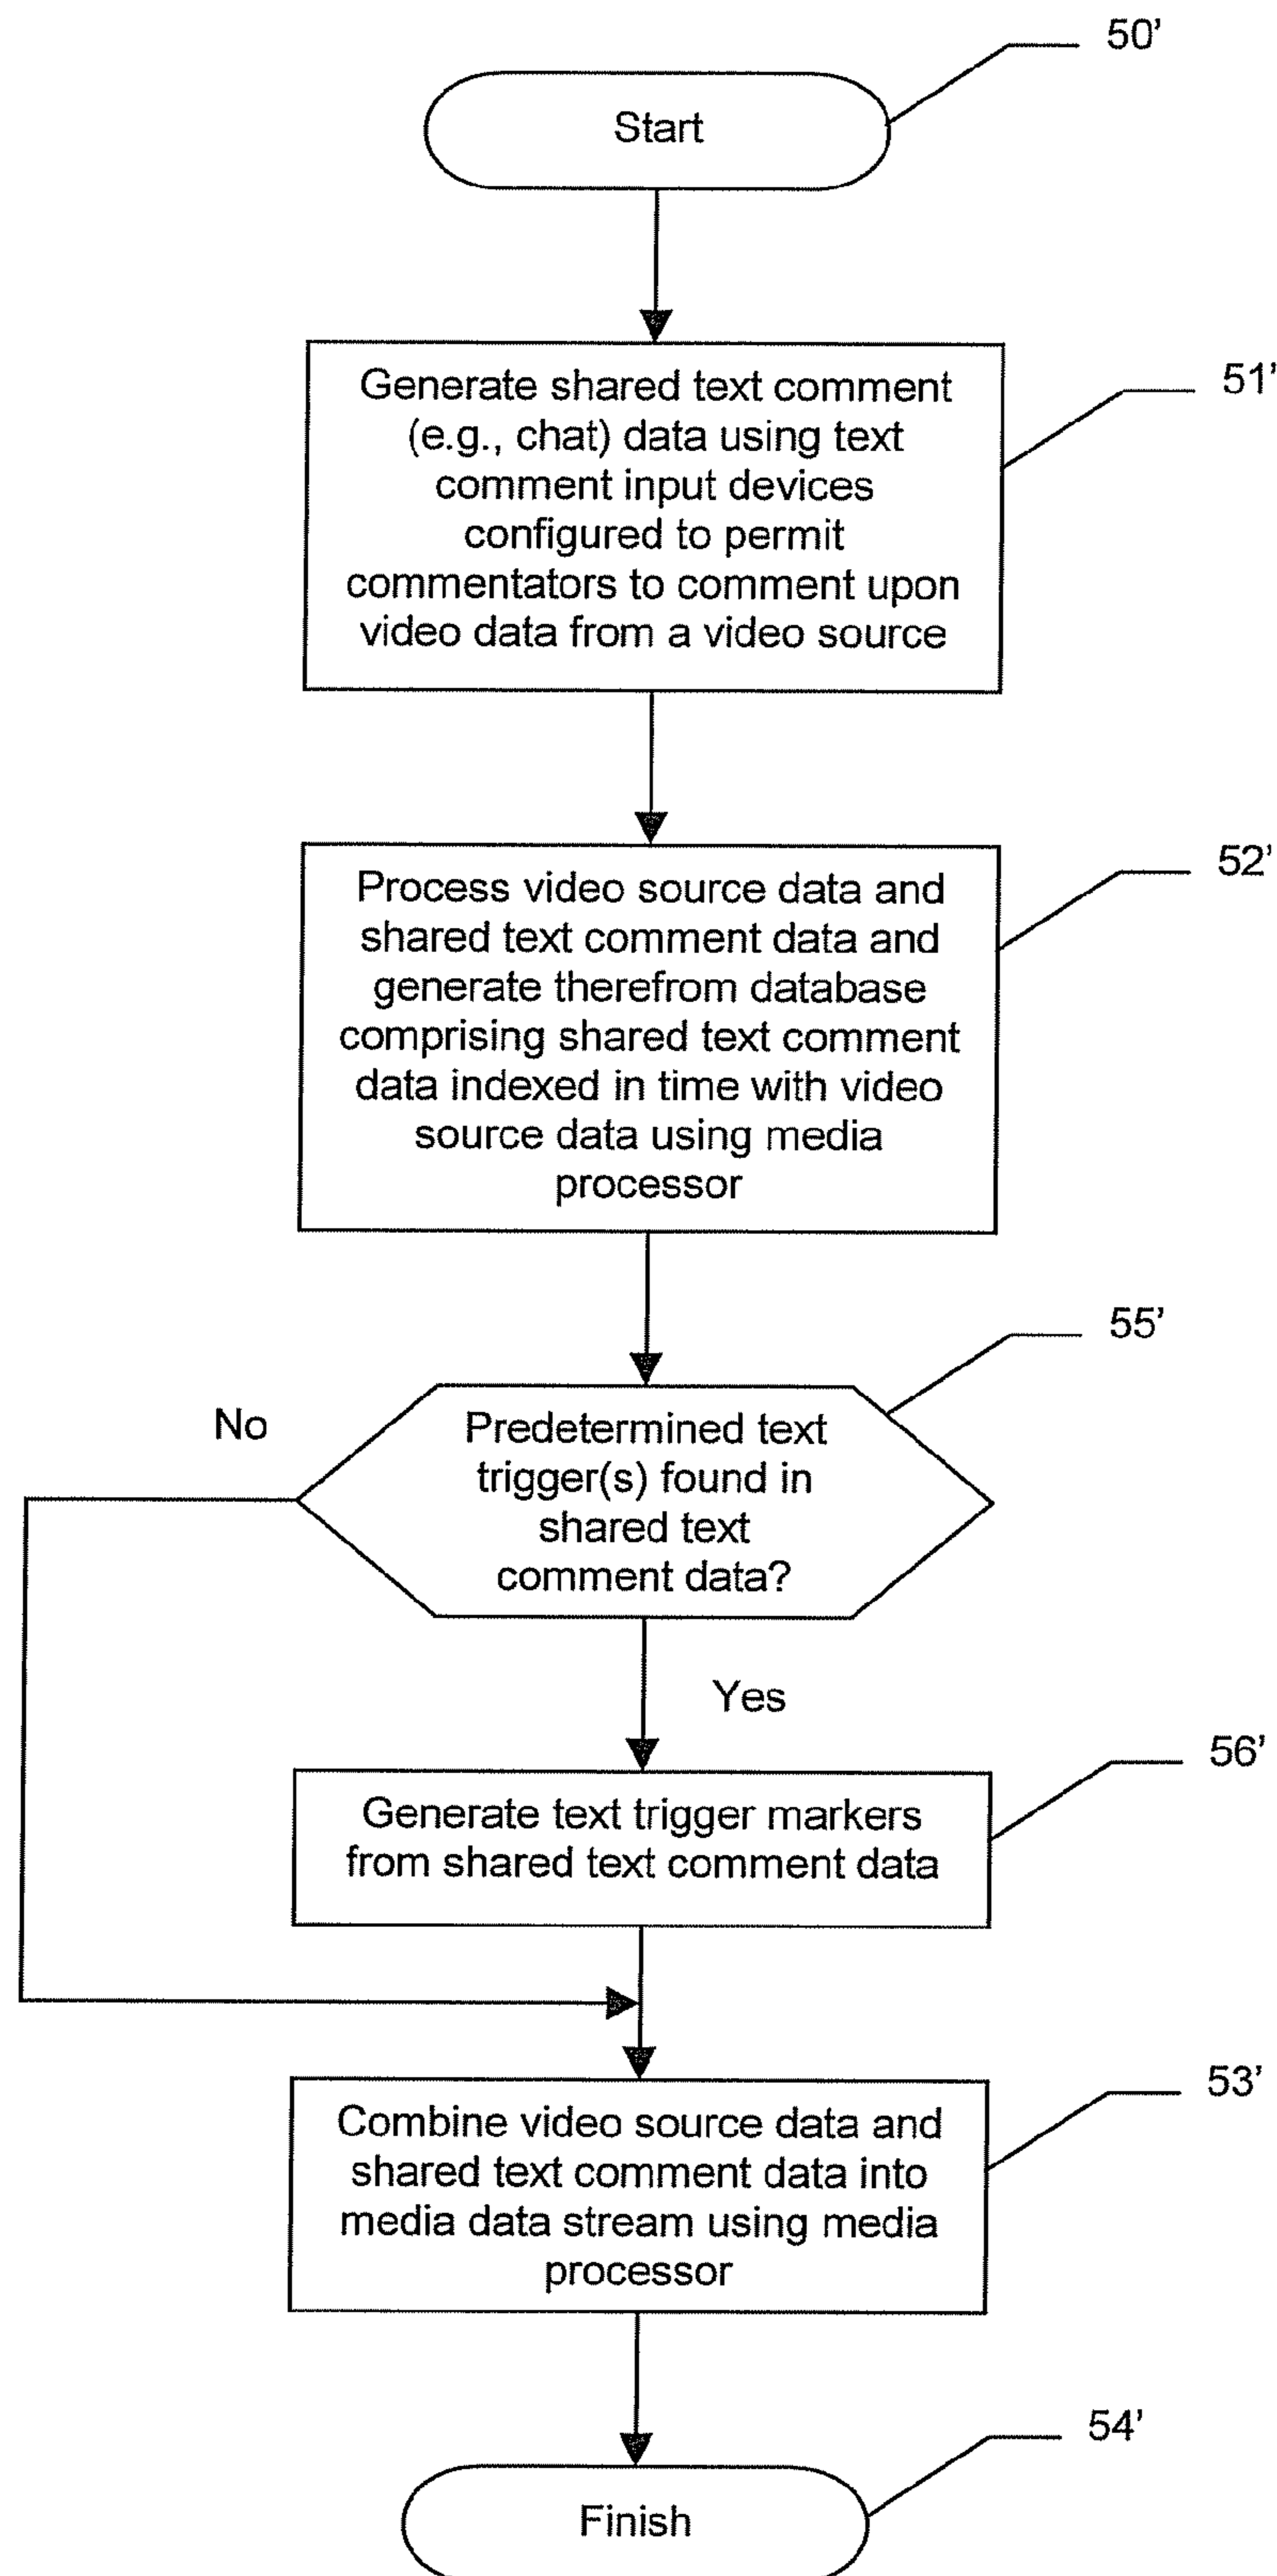 50’
Start
51’
Generate shared text comment
(e.g., chat) data using text
comment input devices
configured to permit
commentators to comment upon
video data from a video source
52’
Process video source data and
shared text comment data and
generate therefrom database
comprising shared text comment
data indexed in time with video
source data using media
processor
55’
No
Predetermined text
trigger(s) found in
shared text
comment data?
Yes
56’
Generate text trigger markers
from shared text comment data
53’
Combine video source data and
shared text comment data into
media data stream using media
processor
54’
Finish